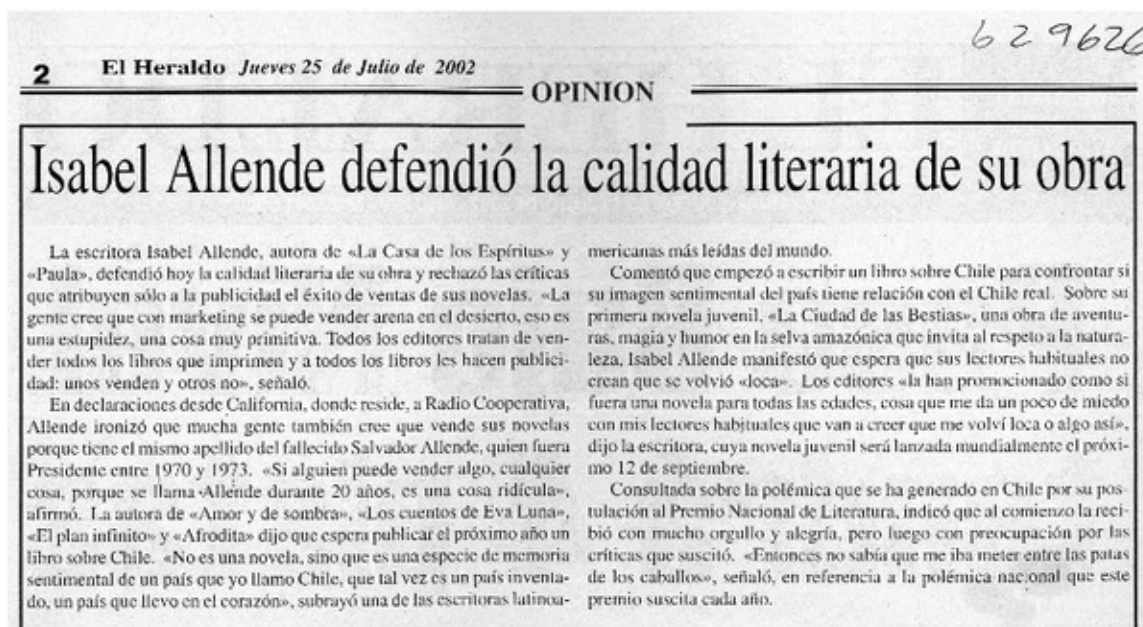 629626
2 El Heraldo Jueves 25 de Julio de 2002
OPINION
Isabel Allende defendió la calidad literaria de su obra
La escritora Isabel Allende, autora de «La Casa de los Espíritus» y
«Paula», defendió hoy la calidad literaria de su obra y rechazó las críticas
que atribuyen sólo a la publicidad el éxito de ventas de sus novelas. «La
gente cree que con marketing se puede vender arena en el desierto, eso es
una estupidez, una cosa muy primitiva. Todos los editores tratan de ven-
der todos los libros que imprimen y a todos los libros les hacen publici-
dad: unos venden y otros no», señaló.
En declaraciones desde California, donde reside, a Radio Cooperativa,
Allende ironizó que mucha gente también cree que vende sus novelas
porque tiene el mismo apellido del fallecido Salvador Allende, quien fuera
Presidente entre 1970 y 1973. «Si alguien puede vender algo, cualquier
cosa, porque se llama Allende durante 20 años, es una cosa ridícula»,
afirmó. La autora de «Amor y de sombra», «Los cuentos de Eva Luna»,
«El plan infinito» y «Afrodita» dijo que espera publicar el próximo año un
libro sobre Chile. «No es una novela, sino que es una especie de memoria
sentimental de un país que yo llamo Chile, que tal vez es un país inventa-
do, un país que llevo en el corazón», subrayó una de las escritoras latinoa-
mericanas más leídas del mundo.
Comentó que empezó a escribir un libro sobre Chile para confrontar si
su imagen sentimental del país tiene relación con el Chile real. Sobre su
primera novela juvenil, «La Ciudad de las Bestias», una obra de aventu-
ras, magia y humor en la selva amazónica que invita al respeto a la natura-
leza, Isabel Allende manifestó que espera que sus lectores habituales no
crean que se volvió «loca». Los editores «la han promocionado como si
fuera una novela para todas las edades, cosa que me da un poco de miedo
con mis lectores habituales que van a creer que me volví loca o algo así»,
dijo la escritora, cuya novela juvenil será lanzada mundialmente el próxi-
mo 12 de septiembre.
Consultada sobre la polémica que se ha generado en Chile por su pos-
tulación al Premio Nacional de Literatura, indicó que al comienzo la reci-
bió con mucho orgullo y alegría, pero luego con preocupación por las
críticas que suscitó. «Entonces no sabía que me iba meter entre las patas
de los caballos», señaló, en referencia a la polémica nacional que este
premio suscita cada año.